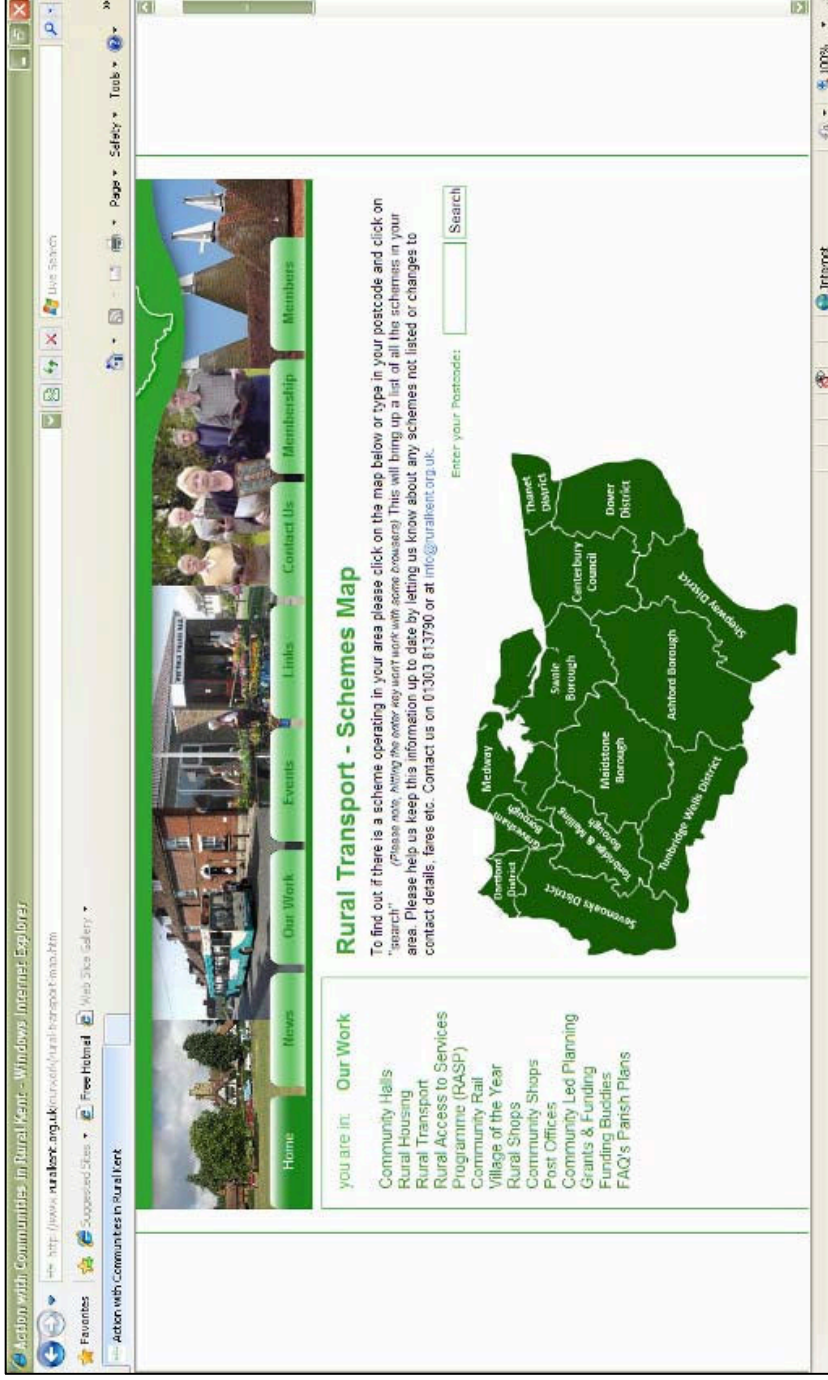 Action with Communities in Rural Kent - Windows Internet Explorer
http://www.ruralkent.org.uk/ourwork/rural-transport-map.htm
Live Search
Favorites Suggested Sites Free Hotmail Web Slice Gallery
Action with Communities in Rural Kent
Page Safety Tools
Home News Our Work Events Links Contact Us Membership Members
you are in: Our Work
Community Halls
Rural Housing
Rural Transport
Rural Access to Services
Programme (RASP)
Community Rail
Village of the Year
Rural Shops
Community Shops
Post Offices
Community Led Planning
Grants & Funding
Funding Buddies
FAQ's Parish Plans
Rural Transport - Schemes Map
To find out if there is a scheme operating in your area please click on the map below or type in your postcode and click on
"search" (Please note, hitting the enter key wont work with some browsers) This will bring up a list of all the schemes in your
area. Please help us keep this information up to date by letting us know about any schemes not listed or changes to
contact details, fares etc. Contact us on 01303 813790 or at info@ruralkent.org.uk.
Enter your Postcode:
Search
Dartford
District
Gravesham
Borough
Medway
Sevenoaks District
Tonbridge & Malling
Borough
Maidstone
Borough
Swale
Borough
Canterbury
Council
Thanet
District
Dover
District
Tunbridge Wells District
Ashford Borough
Shepway District
Internet
100%